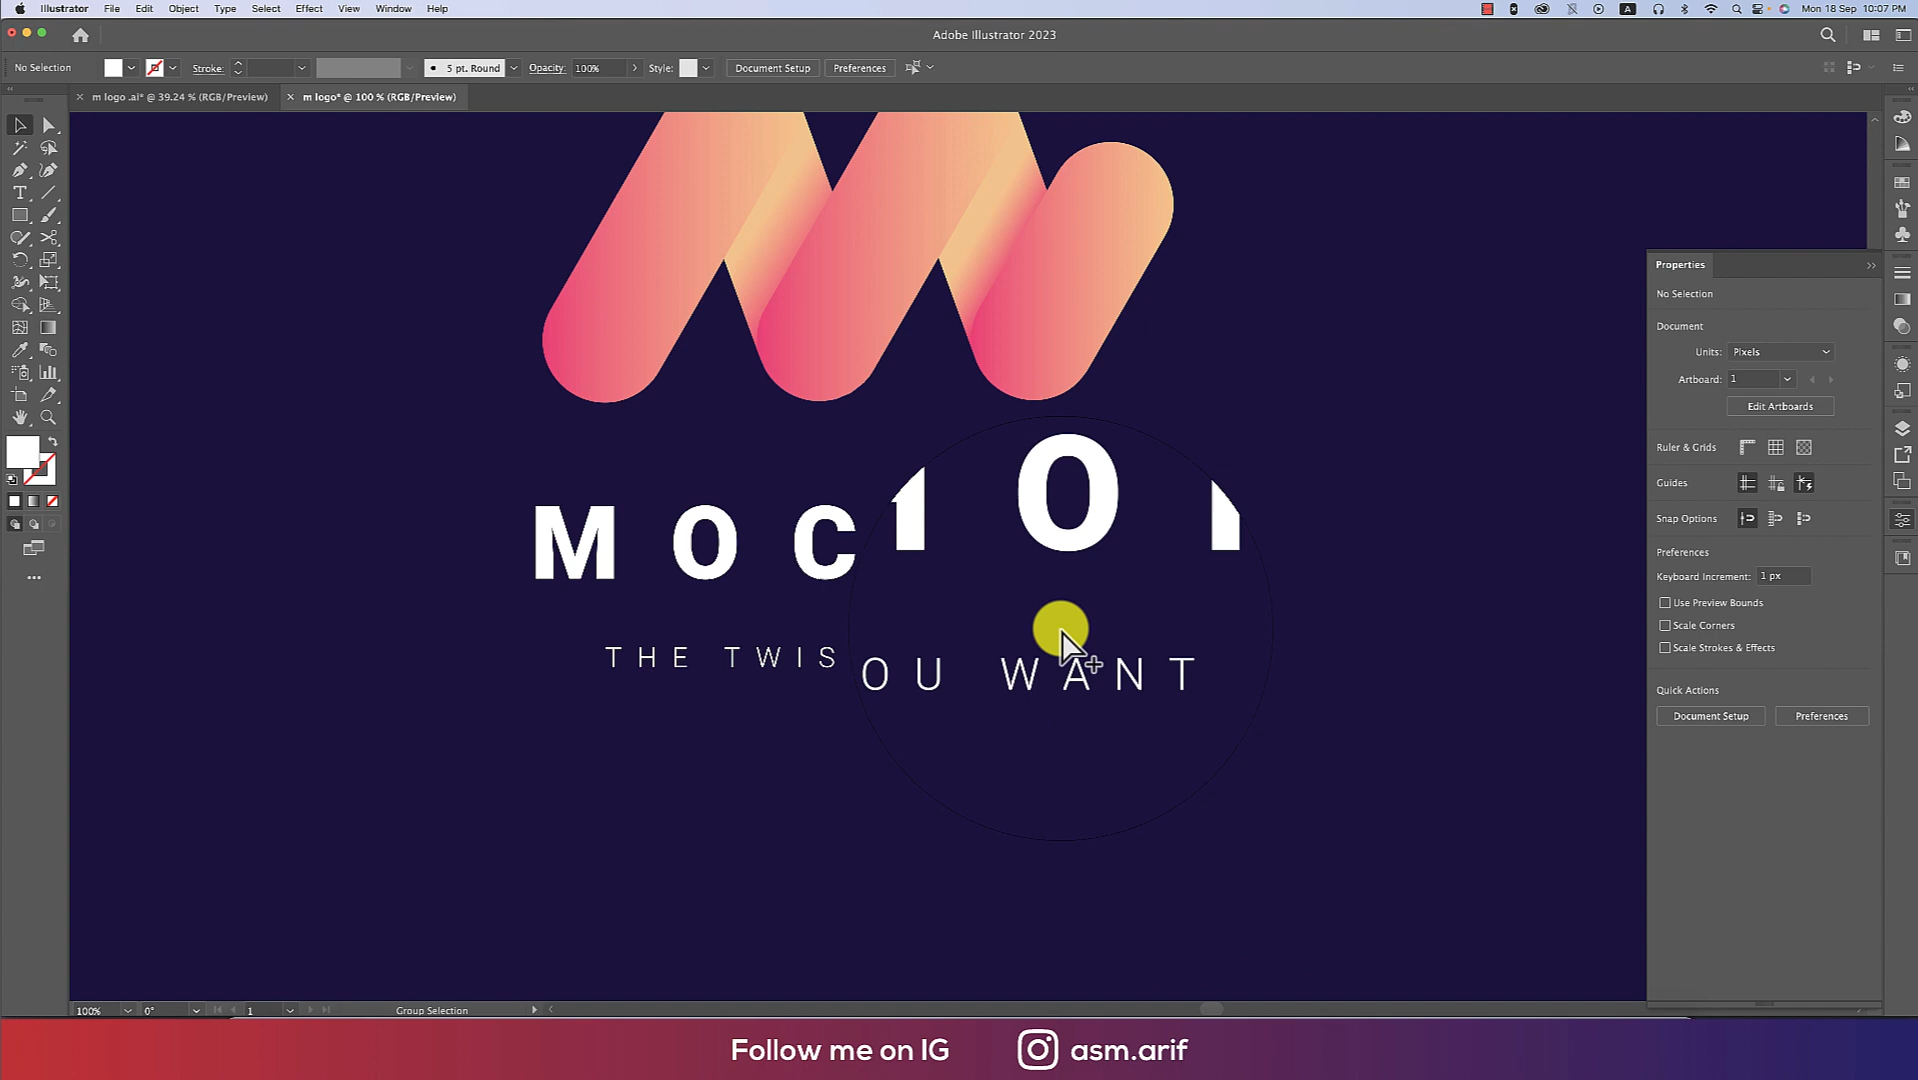 Illustrator File Edit Object Type Select Effect View Window Help
A Mon 18 Sep 10:07 PM
Adobe Illustrator 2023
No Selection Stroke: 5 pt. Round Opacity: 100% Style: Document Setup Preferences
m logo .ai* @ 39.24 % (RGB/Preview) m logo* @ 100 % (RGB/Preview)
Properties
No Selection
Document
Units: Pixels
Artboard: 1
Edit Artboards
Ruler & Grids
Guides
Snap Options
Preferences
Keyboard Increment: 1 px
Use Preview Bounds
Scale Corners
Scale Strokes & Effects
Quick Actions
Document Setup Preferences
MOC O
THE TWIS OU WANT
100% 0° 1 Group Selection
Follow me on IG asm.arif